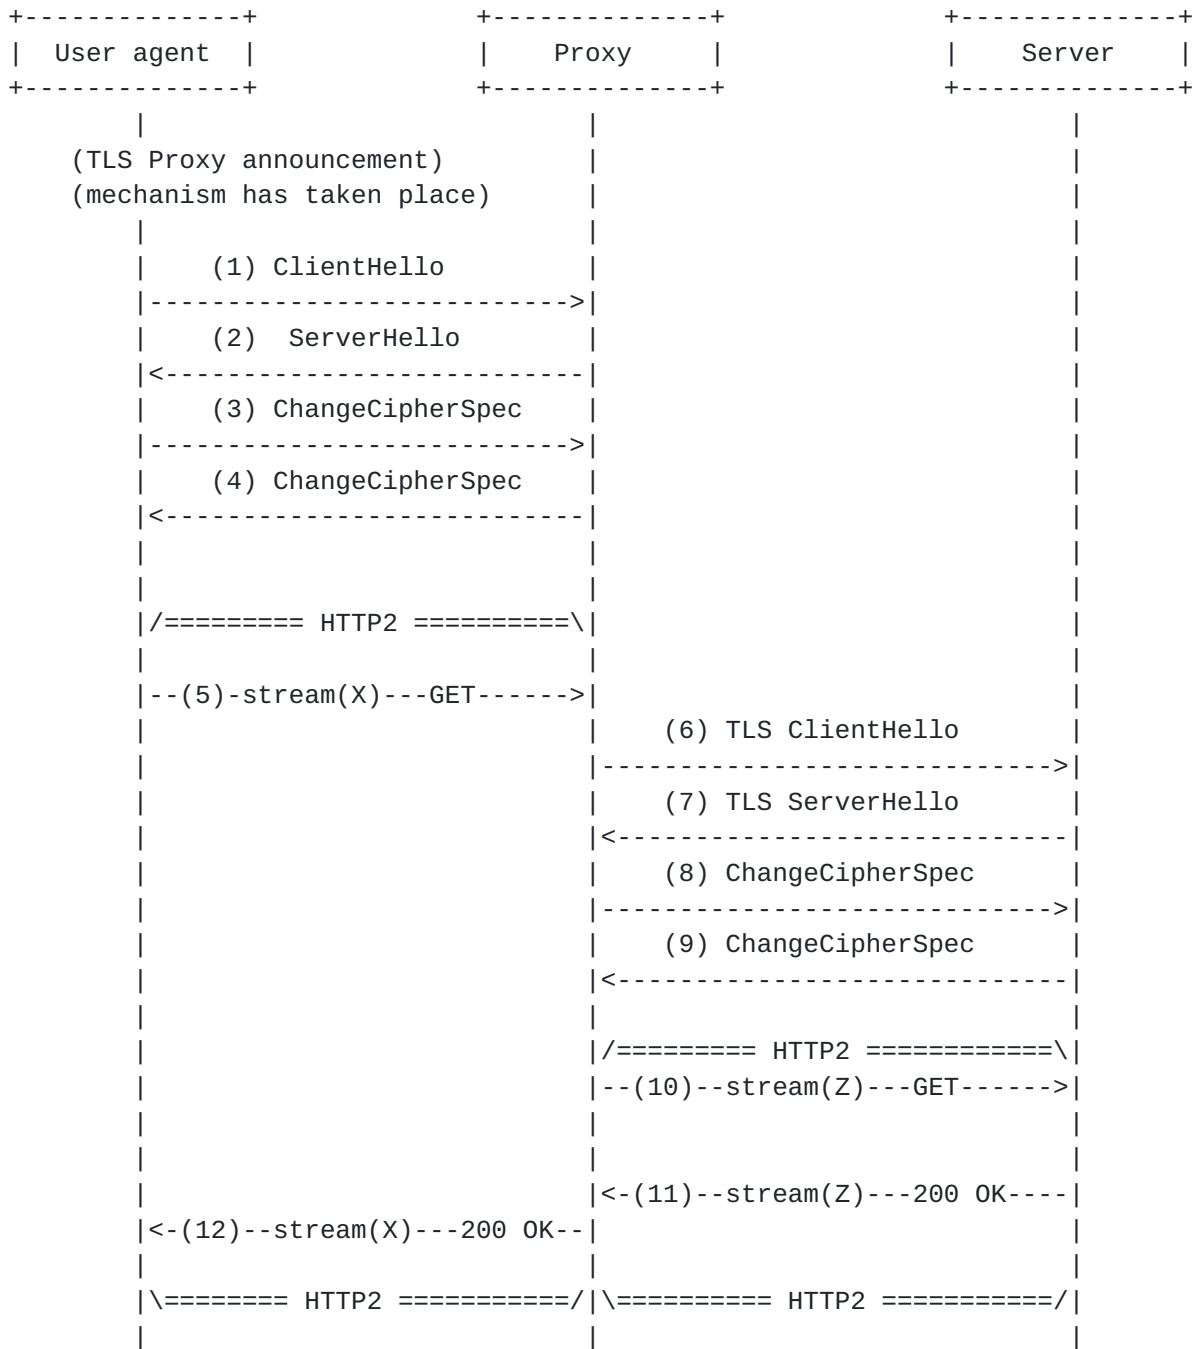 +--------------+              +--------------+              +--------------+
|  User agent  |              |    Proxy     |              |    Server    |
+--------------+              +--------------+              +--------------+
        |                            |                              |
    (TLS Proxy announcement)         |                              |
    (mechanism has taken place)      |                              |
        |                            |                              |
        |    (1) ClientHello         |                              |
        |--------------------------->|                              |
        |    (2)  ServerHello        |                              |
        |<---------------------------|                              |
        |    (3) ChangeCipherSpec    |                              |
        |--------------------------->|                              |
        |    (4) ChangeCipherSpec    |                              |
        |<---------------------------|                              |
        |                            |                              |
        |                            |                              |
        |/========= HTTP2 ==========\|                              |
        |                            |                              |
        |--(5)-stream(X)---GET------>|                              |
        |                            |    (6) TLS ClientHello       |
        |                            |----------------------------->|
        |                            |    (7) TLS ServerHello       |
        |                            |<-----------------------------|
        |                            |    (8) ChangeCipherSpec      |
        |                            |----------------------------->|
        |                            |    (9) ChangeCipherSpec      |
        |                            |<-----------------------------|
        |                            |                              |
        |                            |/========= HTTP2 ============\|
        |                            |--(10)--stream(Z)---GET------>|
        |                            |                              |
        |                            |                              |
        |                            |<-(11)--stream(Z)---200 OK----|
        |<-(12)--stream(X)---200 OK--|                              |
        |                            |                              |
        |\======== HTTP2 ===========/|\========== HTTP2 ===========/|
        |                            |                              |